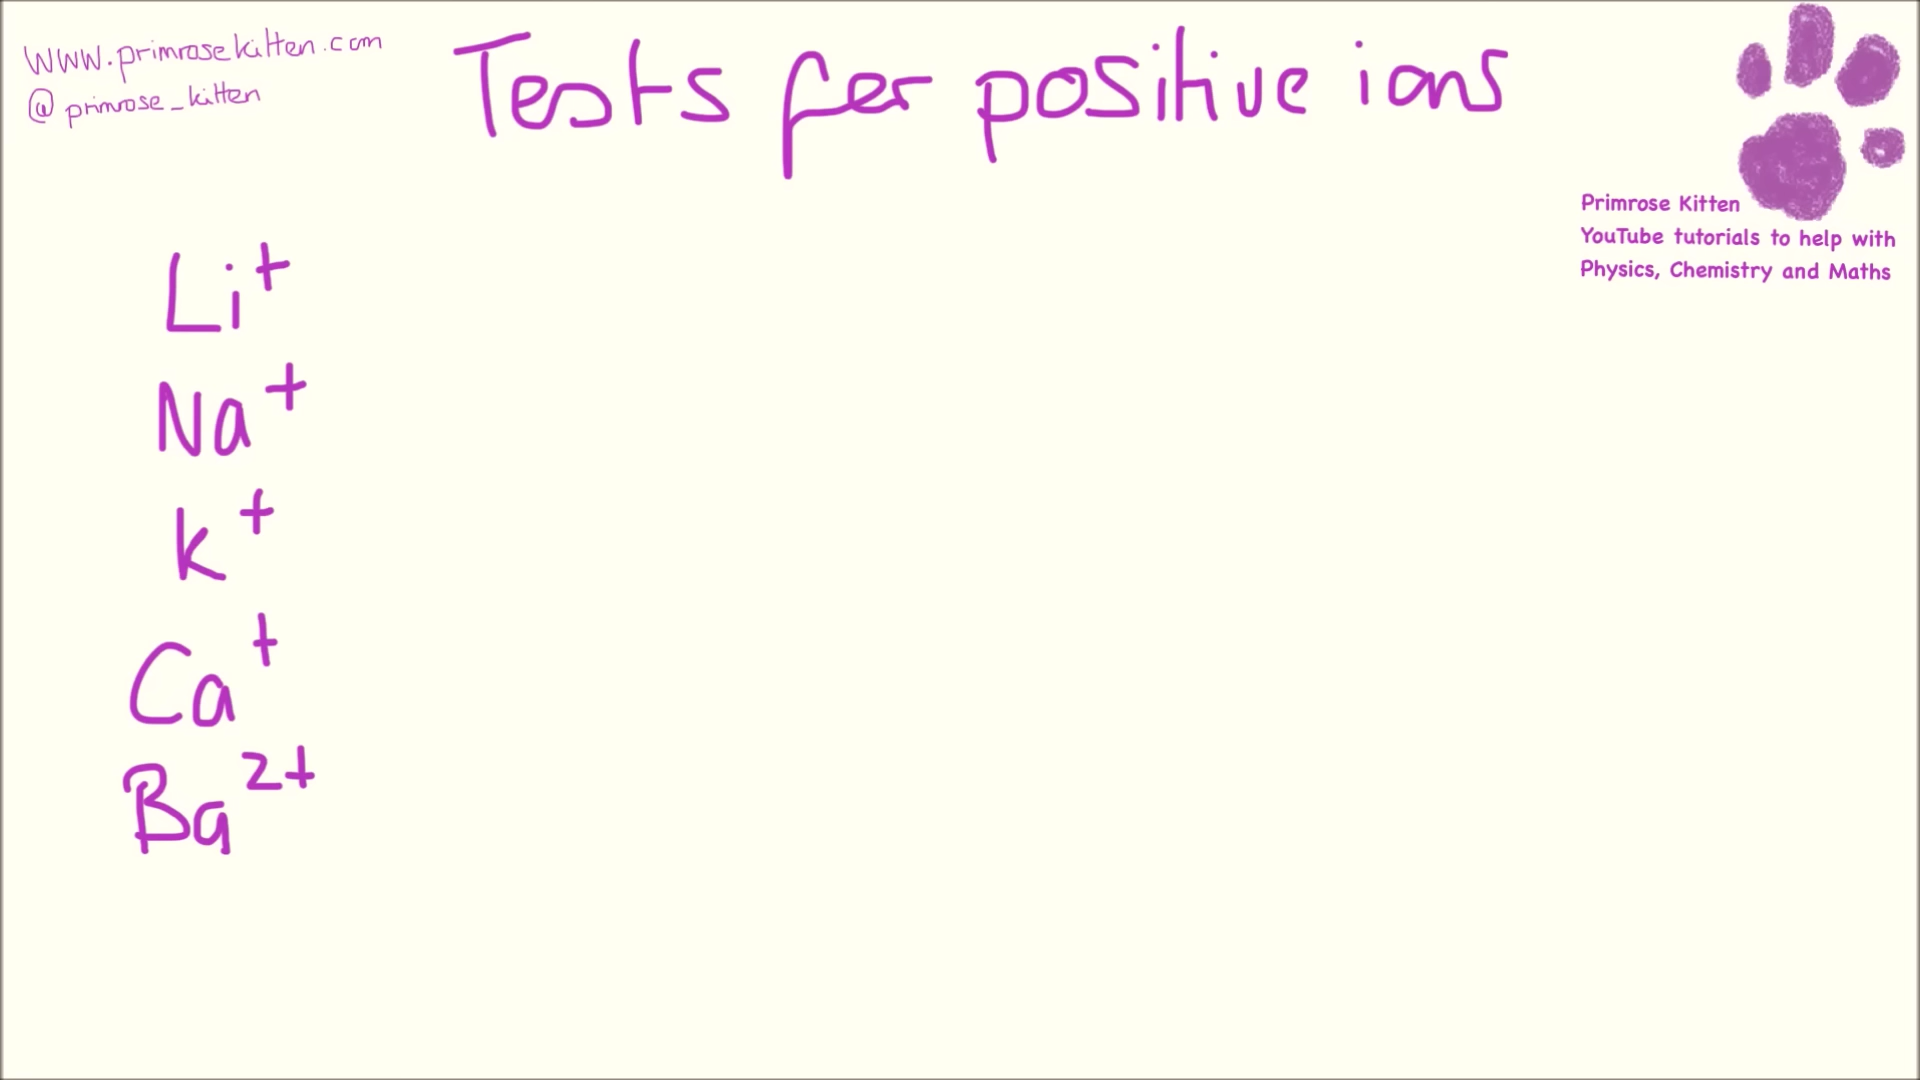 www.primrosekitten.com
@primrose_kitten
Tests for positive ions
Primrose Kitten
YouTube tutorials to help with
Physics, Chemistry and Maths
Li⁺
Na⁺
K⁺
Ca⁺
Ba²⁺